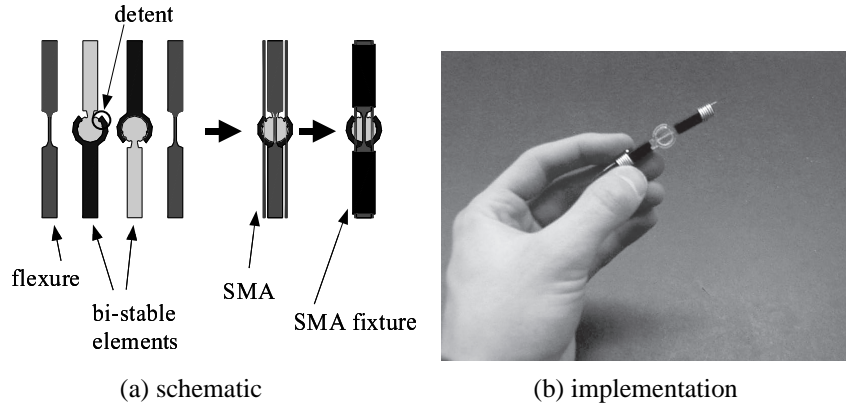 detent
flexure
bi-stable
elements
SMA
SMA fixture
(a) schematic
(b) implementation